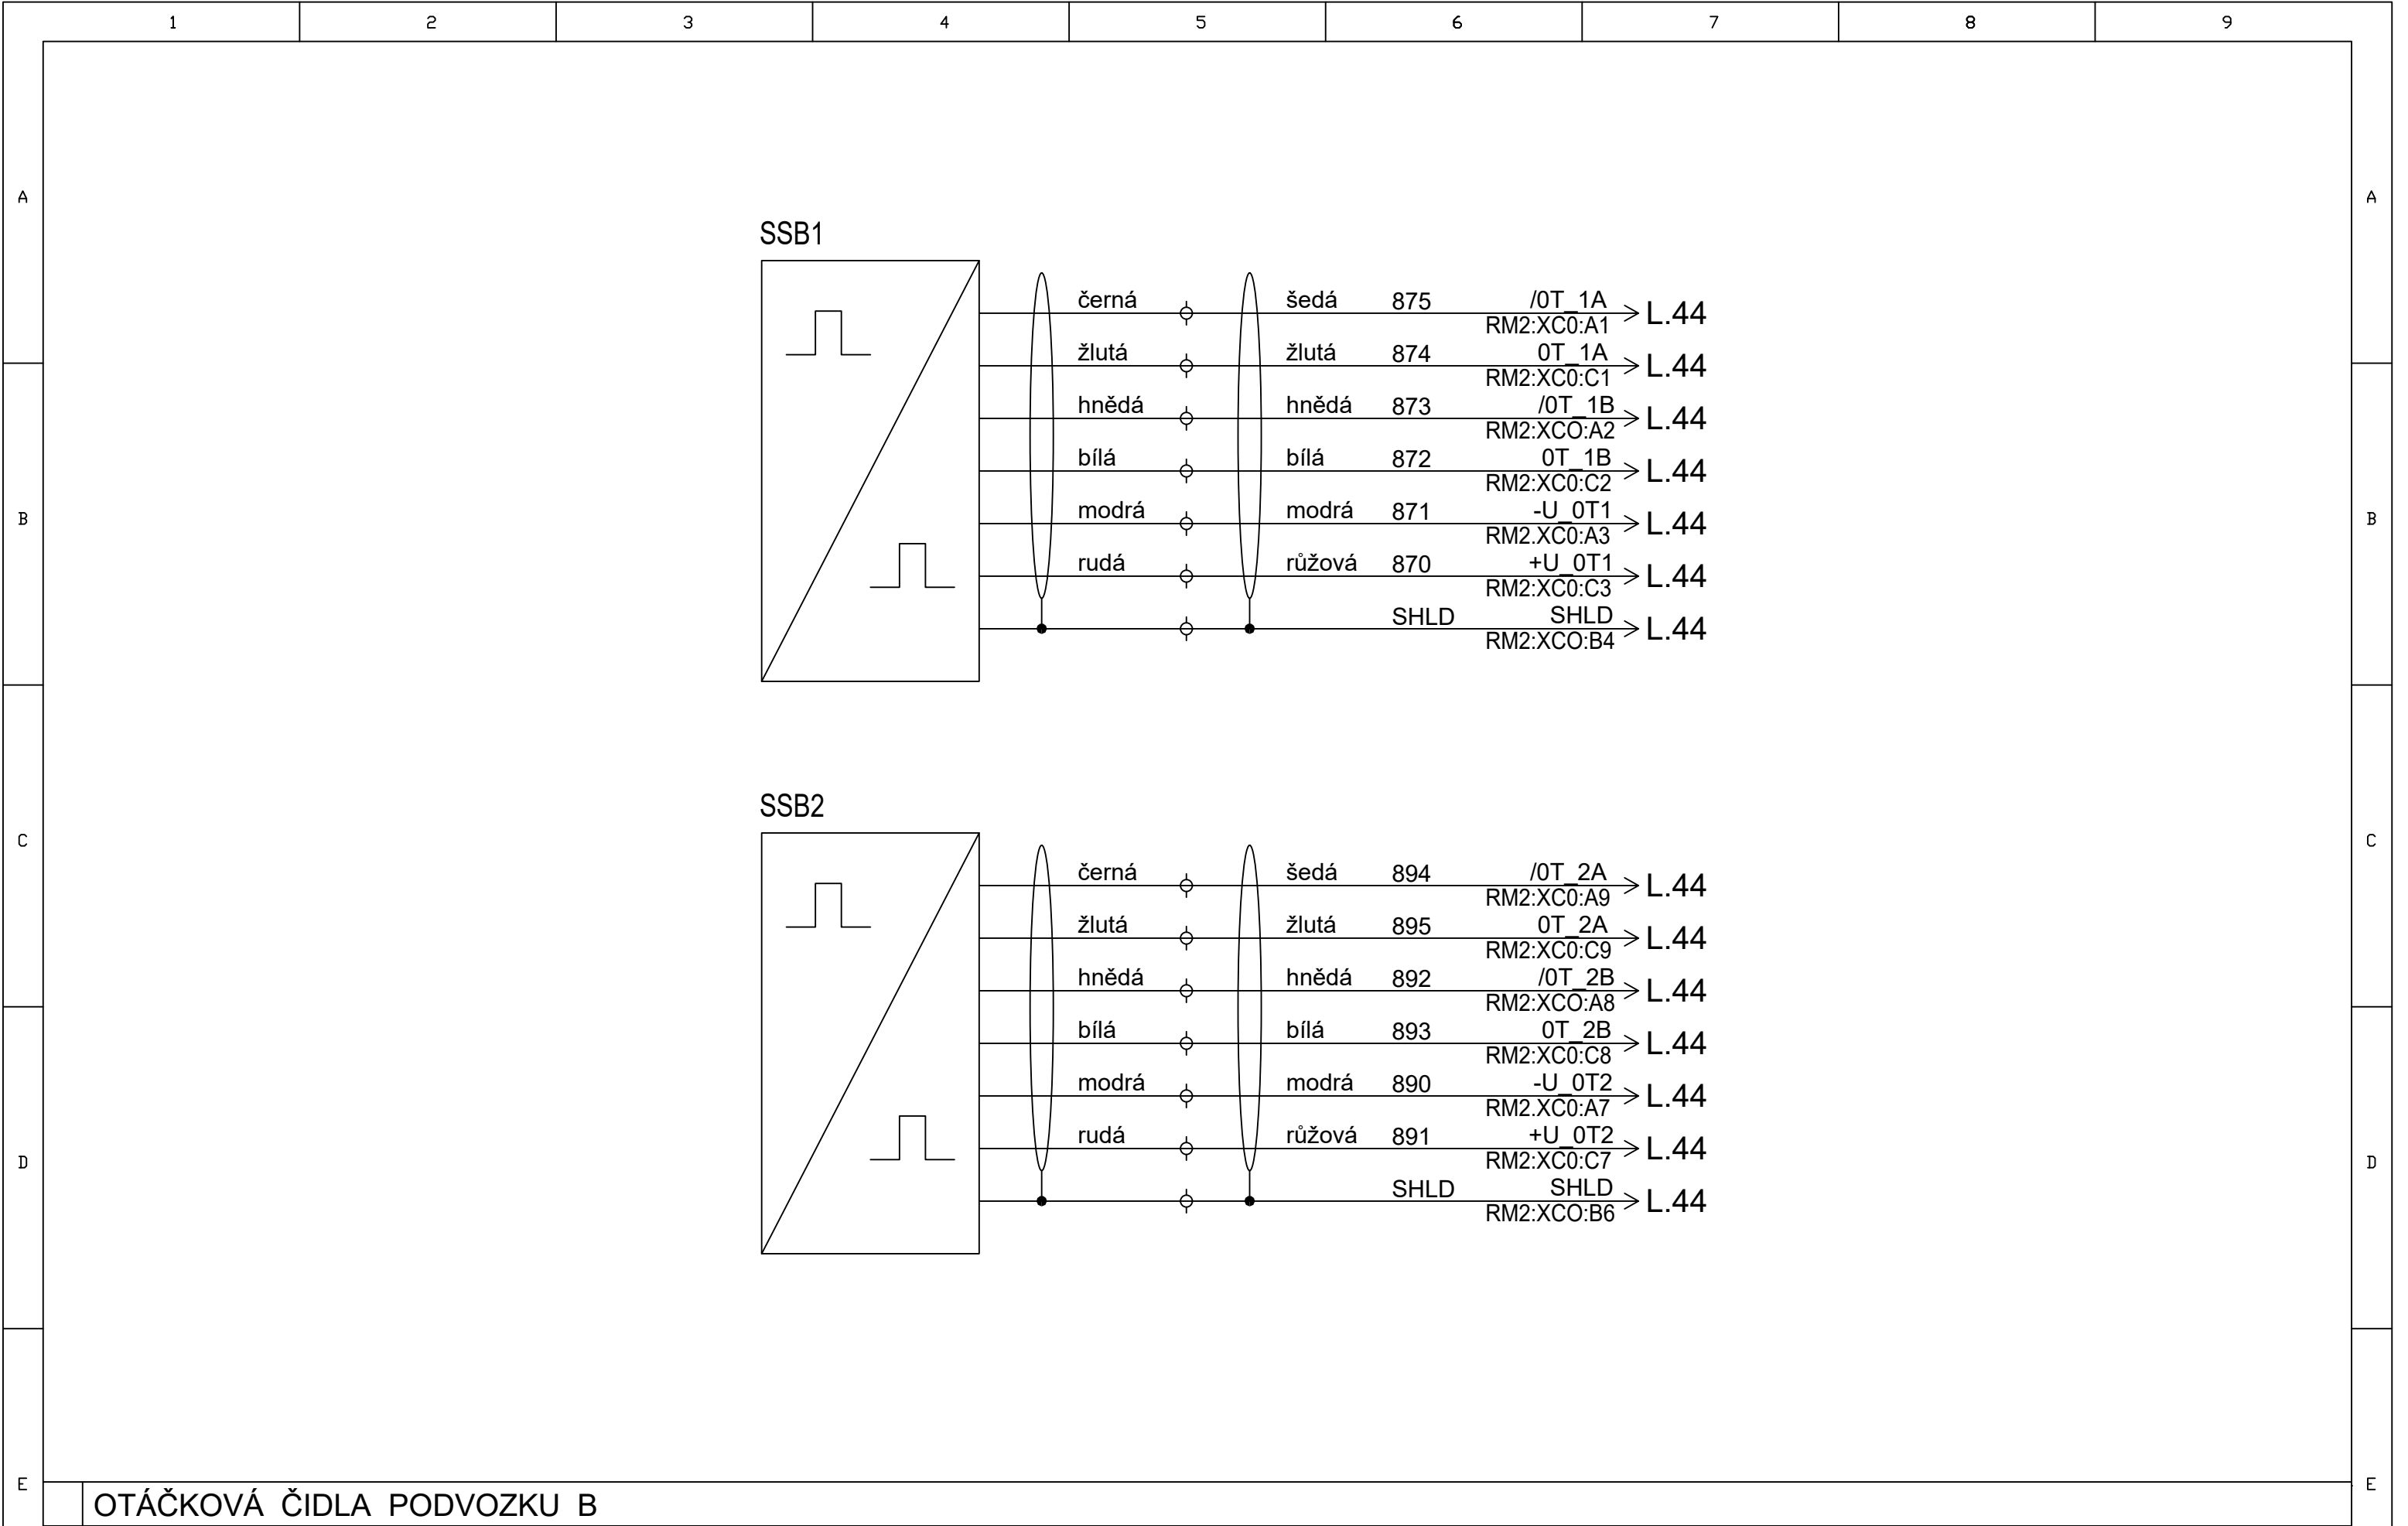 1 2 3 4 5 6 7 8 9
A A
SSB1
černá šedá 875 /0T_1A L.44
RM2:XC0:A1
žlutá žlutá 874 0T_1A L.44
RM2:XC0:C1
hnědá hnědá 873 /0T_1B L.44
RM2:XCO:A2
bílá bílá 872 0T_1B L.44
RM2:XC0:C2
B B
modrá modrá 871 -U_0T1 L.44
RM2.XC0:A3
rudá růžová 870 +U_0T1 L.44
RM2:XC0:C3
SHLD SHLD L.44
RM2:XCO:B4
SSB2
C C
černá šedá 894 /0T_2A L.44
RM2:XC0:A9
žlutá žlutá 895 0T_2A L.44
RM2:XC0:C9
hnědá hnědá 892 /0T_2B L.44
RM2:XCO:A8
bílá bílá 893 0T_2B L.44
RM2:XC0:C8
modrá modrá 890 -U_0T2 L.44
RM2.XC0:A7
rudá růžová 891 +U_0T2 L.44
RM2:XC0:C7
D D
SHLD SHLD L.44
RM2:XCO:B6
E E
OTÁČKOVÁ ČIDLA PODVOZKU B